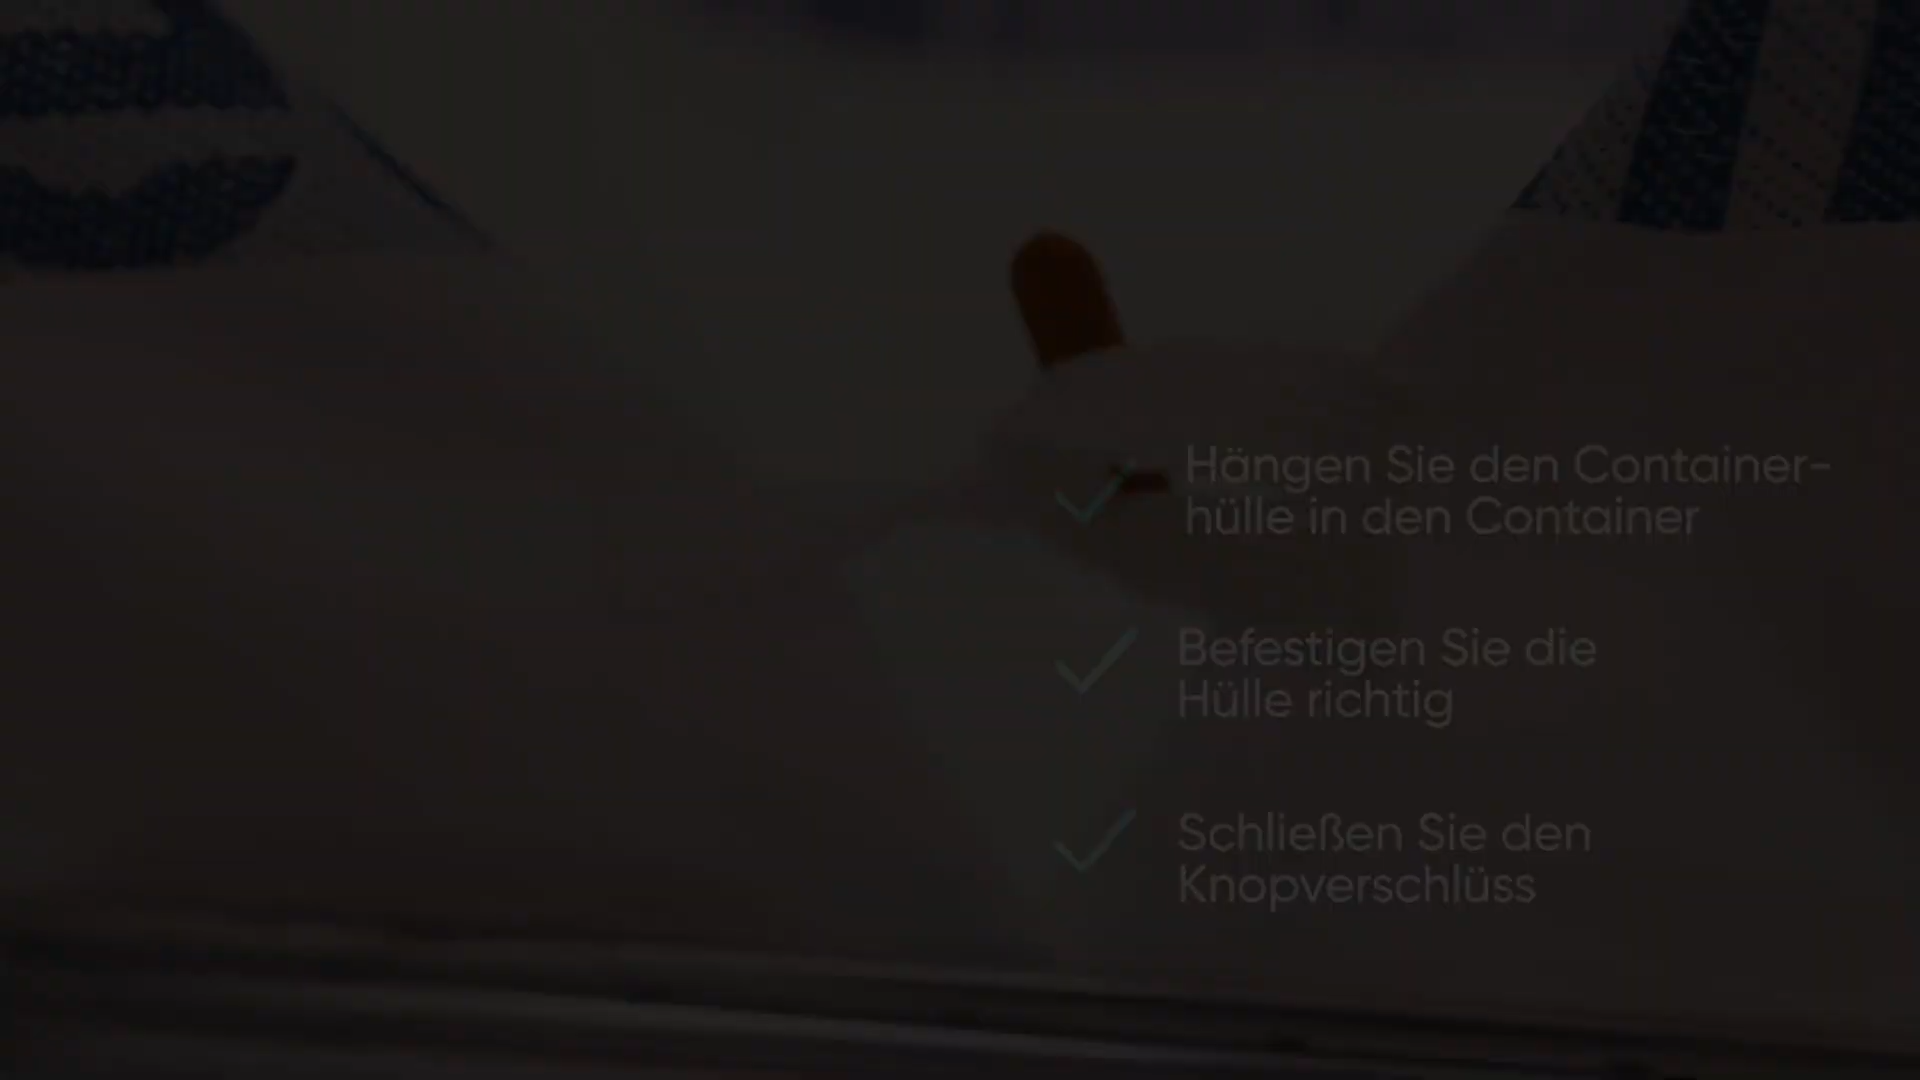 Hängen Sie den Container-
hülle in den Container
Befestigen Sie die
Hülle richtig
Schließen Sie den
Knopverschlüss